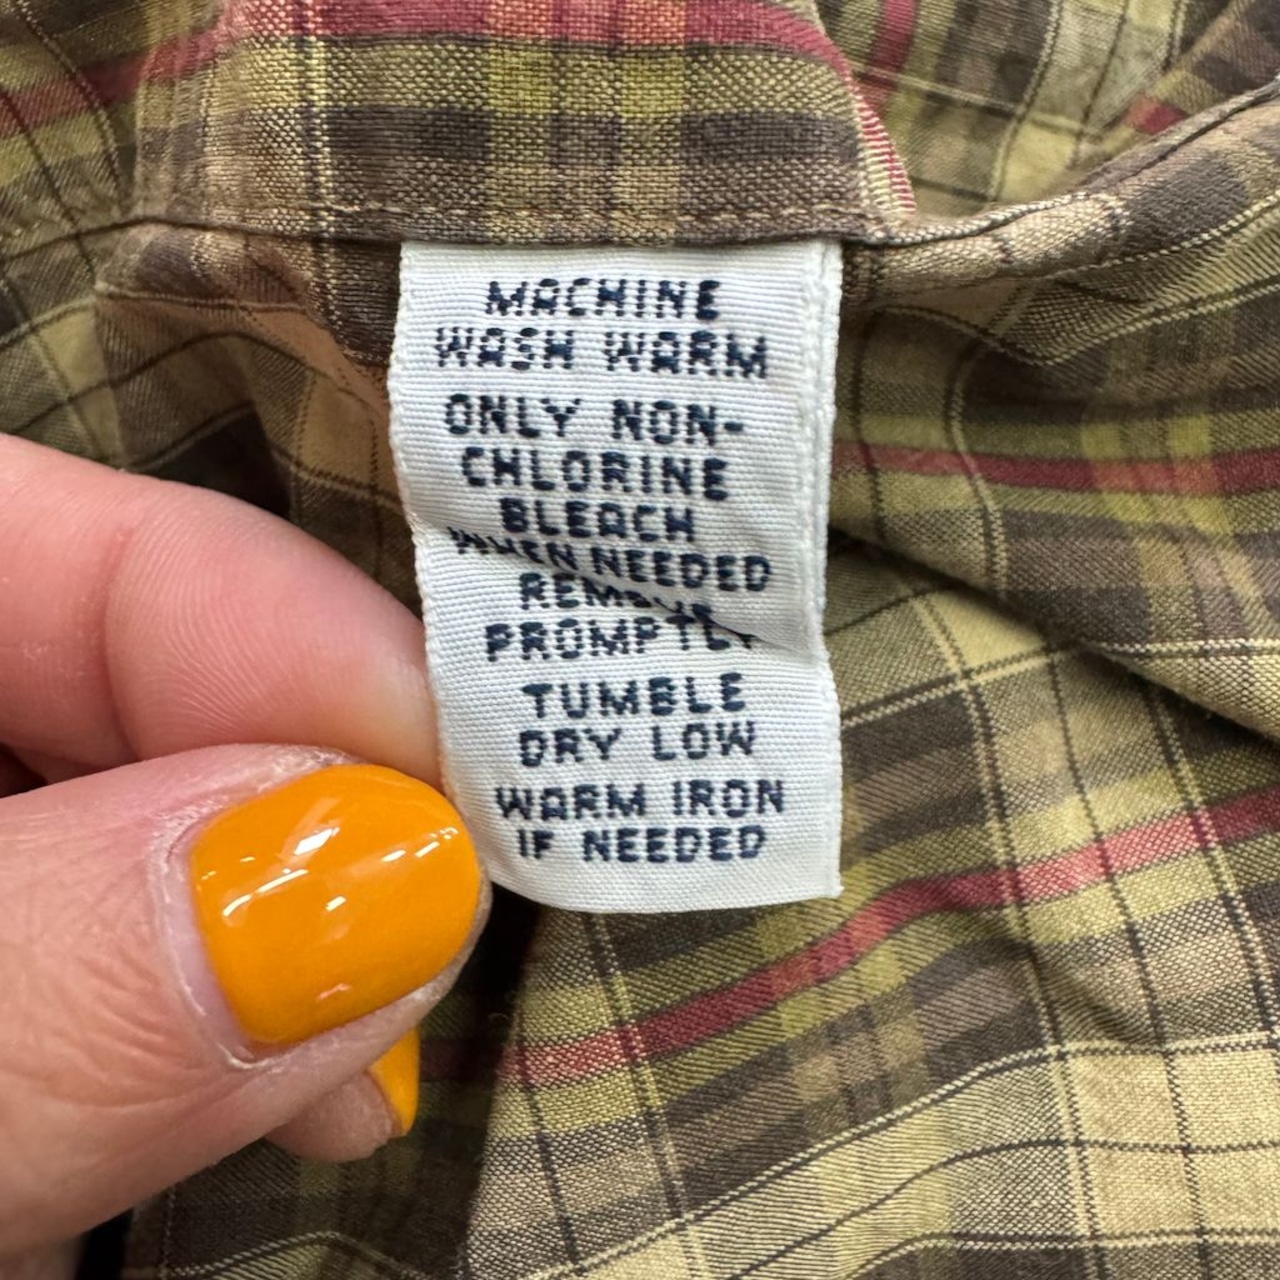 MACHINE
WASH WARM
ONLY NON-
CHLORINE
BLEACH
WHEN NEEDED
REMOVE
PROMPTLY
TUMBLE
DRY LOW
WARM IRON
IF NEEDED